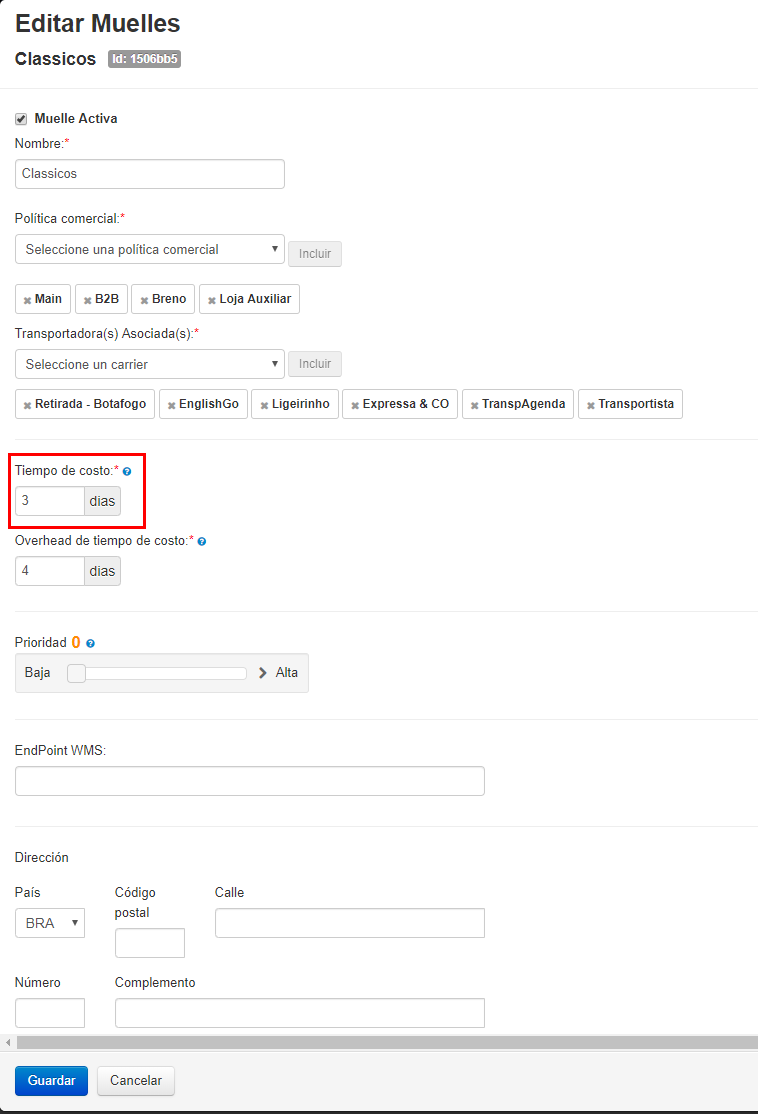 Editar Muelles
Classicos Id: 1506bb5
Muelle Activa
Nombre:*
Classicos
Política comercial:*
Seleccione una política comercial Incluir
Main B2B Breno Loja Auxiliar
Transportadora(s) Asociada(s):*
Seleccione un carrier Incluir
Retirada - Botafogo EnglishGo Ligeirinho Expressa & CO TranspAgenda Transportista
Tiempo de costo:* ?
3 dias
Overhead de tiempo de costo:* ?
4 dias
Prioridad 0 ?
Baja Alta
EndPoint WMS:
Dirección
País Código postal Calle
BRA
Número Complemento
Guardar Cancelar